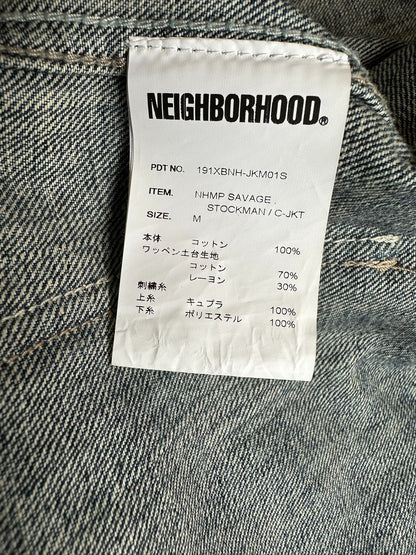 NEIGHBORHOOD®
PDT NO. 191XBNH-JKM01S
ITEM. NHMP SAVAGE .
STOCKMAN / C-JKT
SIZE. M
本体 コットン 100%
ワッペン土台生地
コットン 70%
レーヨン 30%
刺繍糸
上糸 キュプラ 100%
下糸 ポリエステル 100%